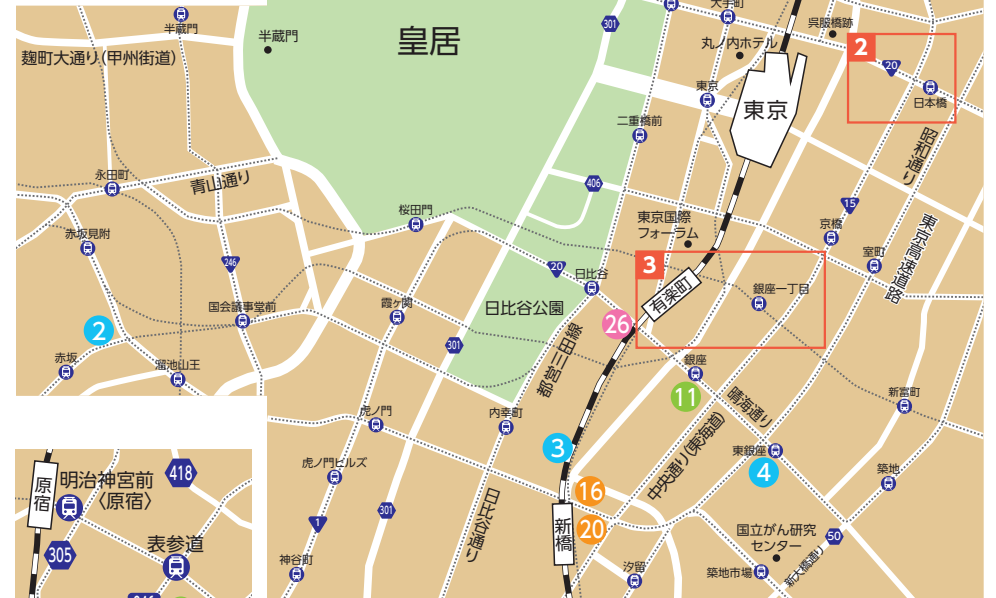 半蔵門
麹町大通り(甲州街道)
半蔵門
皇居
301
大手町
丸ノ内ホテル
呉服橋跡
2
20
日本橋
東京
東京
二重橋前
昭和通り
永田町
青山通り
406
15
桜田門
東京国際
フォーラム
京橋
東京高速道路
赤坂見附
室町
246
20
日比谷
3
有楽町
銀座一丁目
国会議事堂前
霞ヶ関
日比谷公園
26
2
301
都営三田線
赤坂
溜池山王
銀座
11
晴海通り
新富町
虎ノ門
内幸町
中央通り(東海道)
3
東銀座
4
虎ノ門ヒルズ
築地
原宿
明治神宮前
〈原宿〉
418
16
301
日比谷通り
1
新橋
20
国立がん研究
センター
50
新大橋通り
305
表参道
神谷町
汐留
築地市場